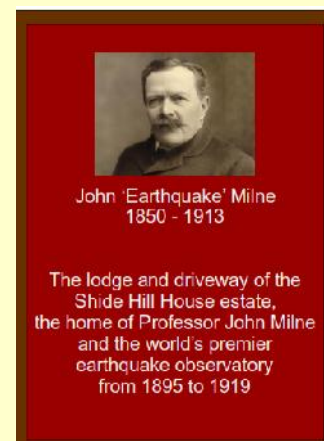 John 'Earthquake' Milne
1850 - 1913
The lodge and driveway of the
Shide Hill House estate,
the home of Professor John Milne
and the world's premier
earthquake observatory
from 1895 to 1919